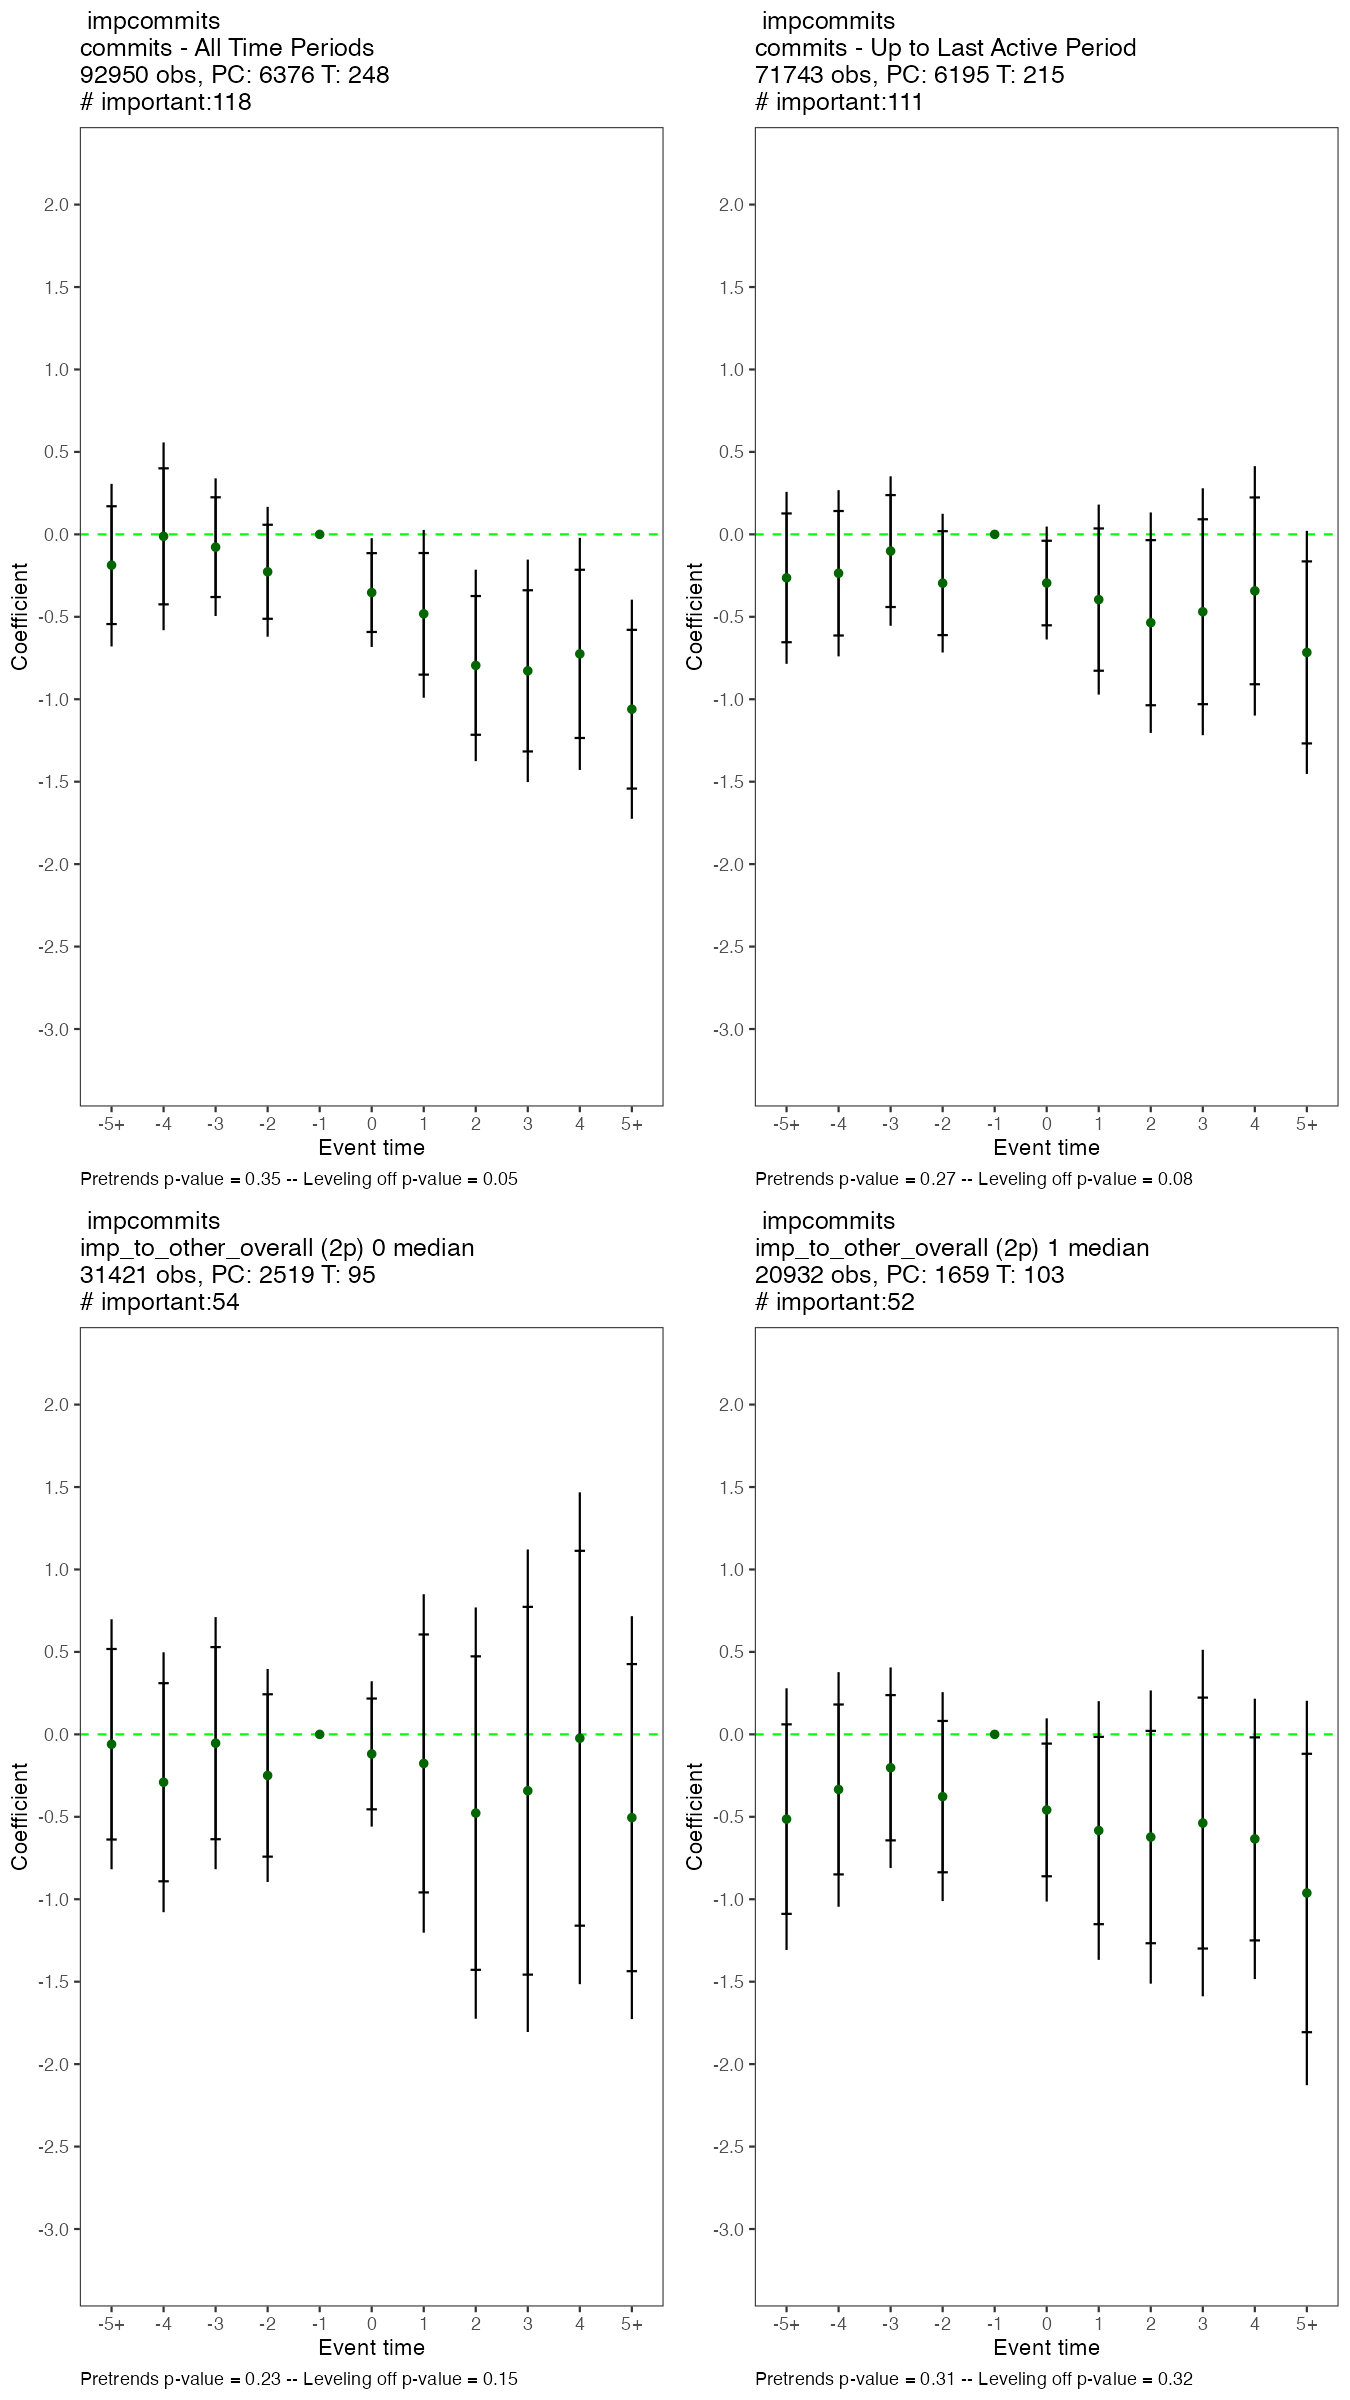 impcommits
commits - All Time Periods
92950 obs, PC: 6376 T: 248
# important:118
2.0
1.5
1.0
0.5
0.0
-0.5
-1.0
-1.5
-2.0
-2.5
-3.0
Coefficient
-5+ -4 -3 -2 -1 0 1 2 3 4 5+
Event time
Pretrends p-value = 0.35 -- Leveling off p-value = 0.05
impcommits
commits - Up to Last Active Period
71743 obs, PC: 6195 T: 215
# important:111
2.0
1.5
1.0
0.5
0.0
-0.5
-1.0
-1.5
-2.0
-2.5
-3.0
Coefficient
-5+ -4 -3 -2 -1 0 1 2 3 4 5+
Event time
Pretrends p-value = 0.27 -- Leveling off p-value = 0.08
impcommits
imp_to_other_overall (2p) 0 median
31421 obs, PC: 2519 T: 95
# important:54
2.0
1.5
1.0
0.5
0.0
-0.5
-1.0
-1.5
-2.0
-2.5
-3.0
Coefficient
-5+ -4 -3 -2 -1 0 1 2 3 4 5+
Event time
Pretrends p-value = 0.23 -- Leveling off p-value = 0.15
impcommits
imp_to_other_overall (2p) 1 median
20932 obs, PC: 1659 T: 103
# important:52
2.0
1.5
1.0
0.5
0.0
-0.5
-1.0
-1.5
-2.0
-2.5
-3.0
Coefficient
-5+ -4 -3 -2 -1 0 1 2 3 4 5+
Event time
Pretrends p-value = 0.31 -- Leveling off p-value = 0.32